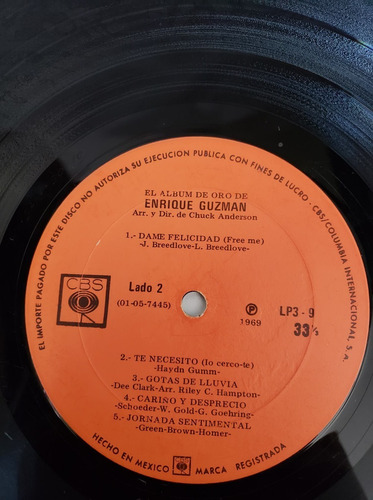 EL IMPORTE PAGADO POR ESTE DISCO NO AUTORIZA SU EJECUCION PUBLICA CON FINES DE LUCRO - CBS/COLUMBIA INTERNACIONAL, S.A.
EL ALBUM DE ORO DE
ENRIQUE GUZMAN
Arr. y Dir. de Chuck Anderson
1.- DAME FELICIDAD (Free me)
-J. Breedlove-L. Breedlove-
CBS
Lado 2
(01-05-7445)
P
1969
LP3 - 9
33⅓
2.- TE NECESITO (Io cerco-te)
-Haydn Gumm-
3.- GOTAS DE LLUVIA
-Dee Clark-Arr. Riley C. Hampton-
4.- CARIÑO Y DESPRECIO
-Schoeder-W. Gold-G. Goehring-
5.- JORNADA SENTIMENTAL
-Green-Brown-Homer-
HECHO EN MEXICO MARCA REGISTRADA